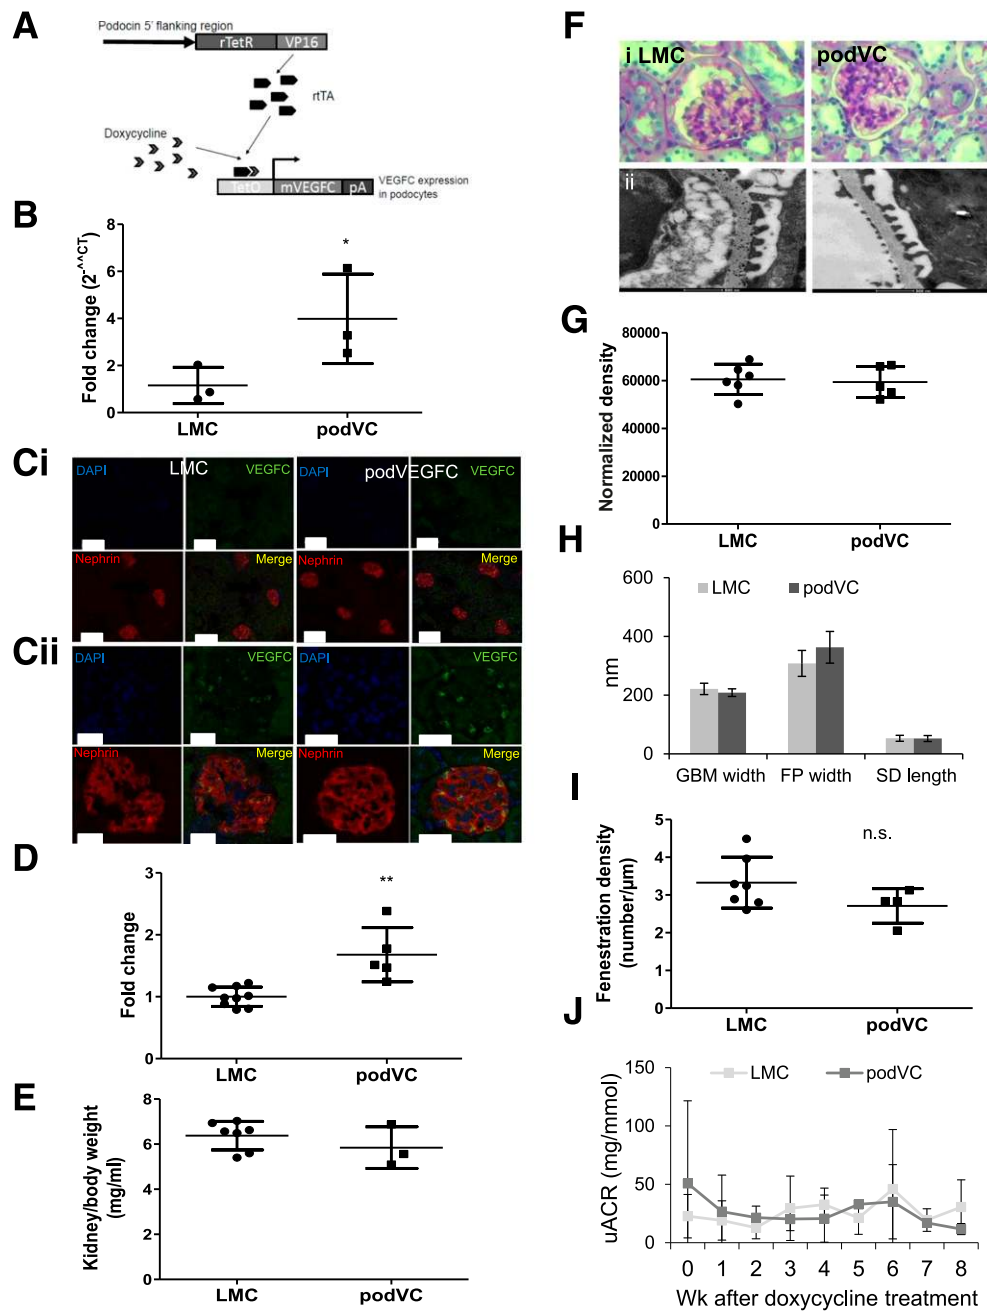 A
Podocin 5' flanking region
rTetR VP16
rtTA
Doxycycline
TetO mVEGFC pA
VEGFC expression
in podocytes
B
Fold change (2-^^CT)
8
6
4
2
0
*
LMC podVC
Ci
DAPI LMC VEGFC DAPI podVEGFC VEGFC
Nephrin Merge Nephrin Merge
Cii
DAPI VEGFC DAPI VEGFC
Nephrin Merge Nephrin Merge
D
Fold change
3
2
1
0
**
LMC podVC
E
Kidney/body weight
(mg/ml)
8
6
4
2
0
LMC podVC
F
i LMC podVC
ii
G
Normalized density
80000
60000
40000
20000
0
LMC podVC
H
nm
600
400
200
0
LMC podVC
GBM width FP width SD length
I
Fenestration density
(number/µm)
5
4
3
2
1
0
n.s.
LMC podVC
J
uACR (mg/mmol)
150
100
50
0
LMC podVC
0 1 2 3 4 5 6 7 8
Wk after doxycycline treatment